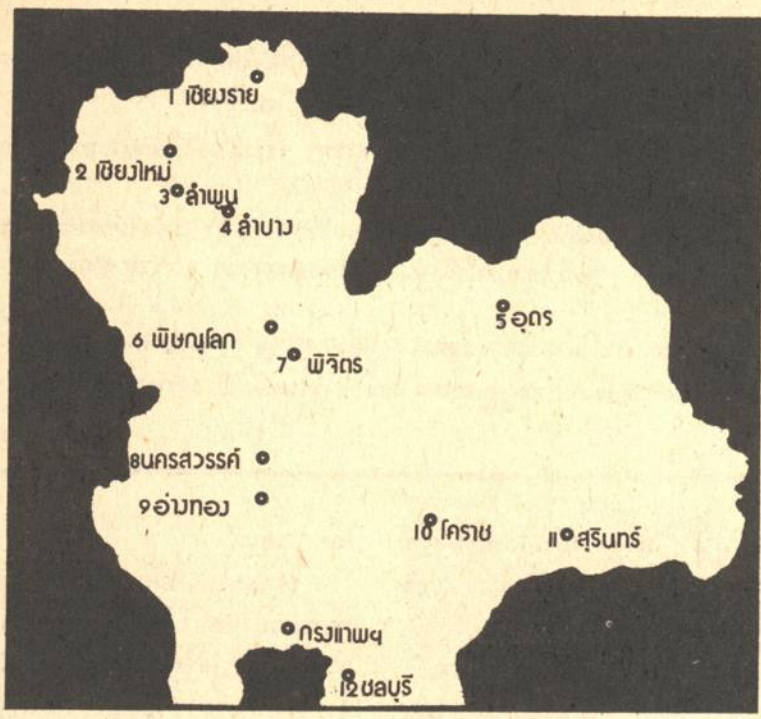 1 เชียงราย
2 เชียงใหม่
3 ลำพูน
4 ลำปาง
5 อุดร
6 พิษณุโลก
7 พิจิตร
8นครสวรรค์
9อ่างทอง
10 โคราช
11 สุรินทร์
กรุงเทพฯ
12ชลบุรี